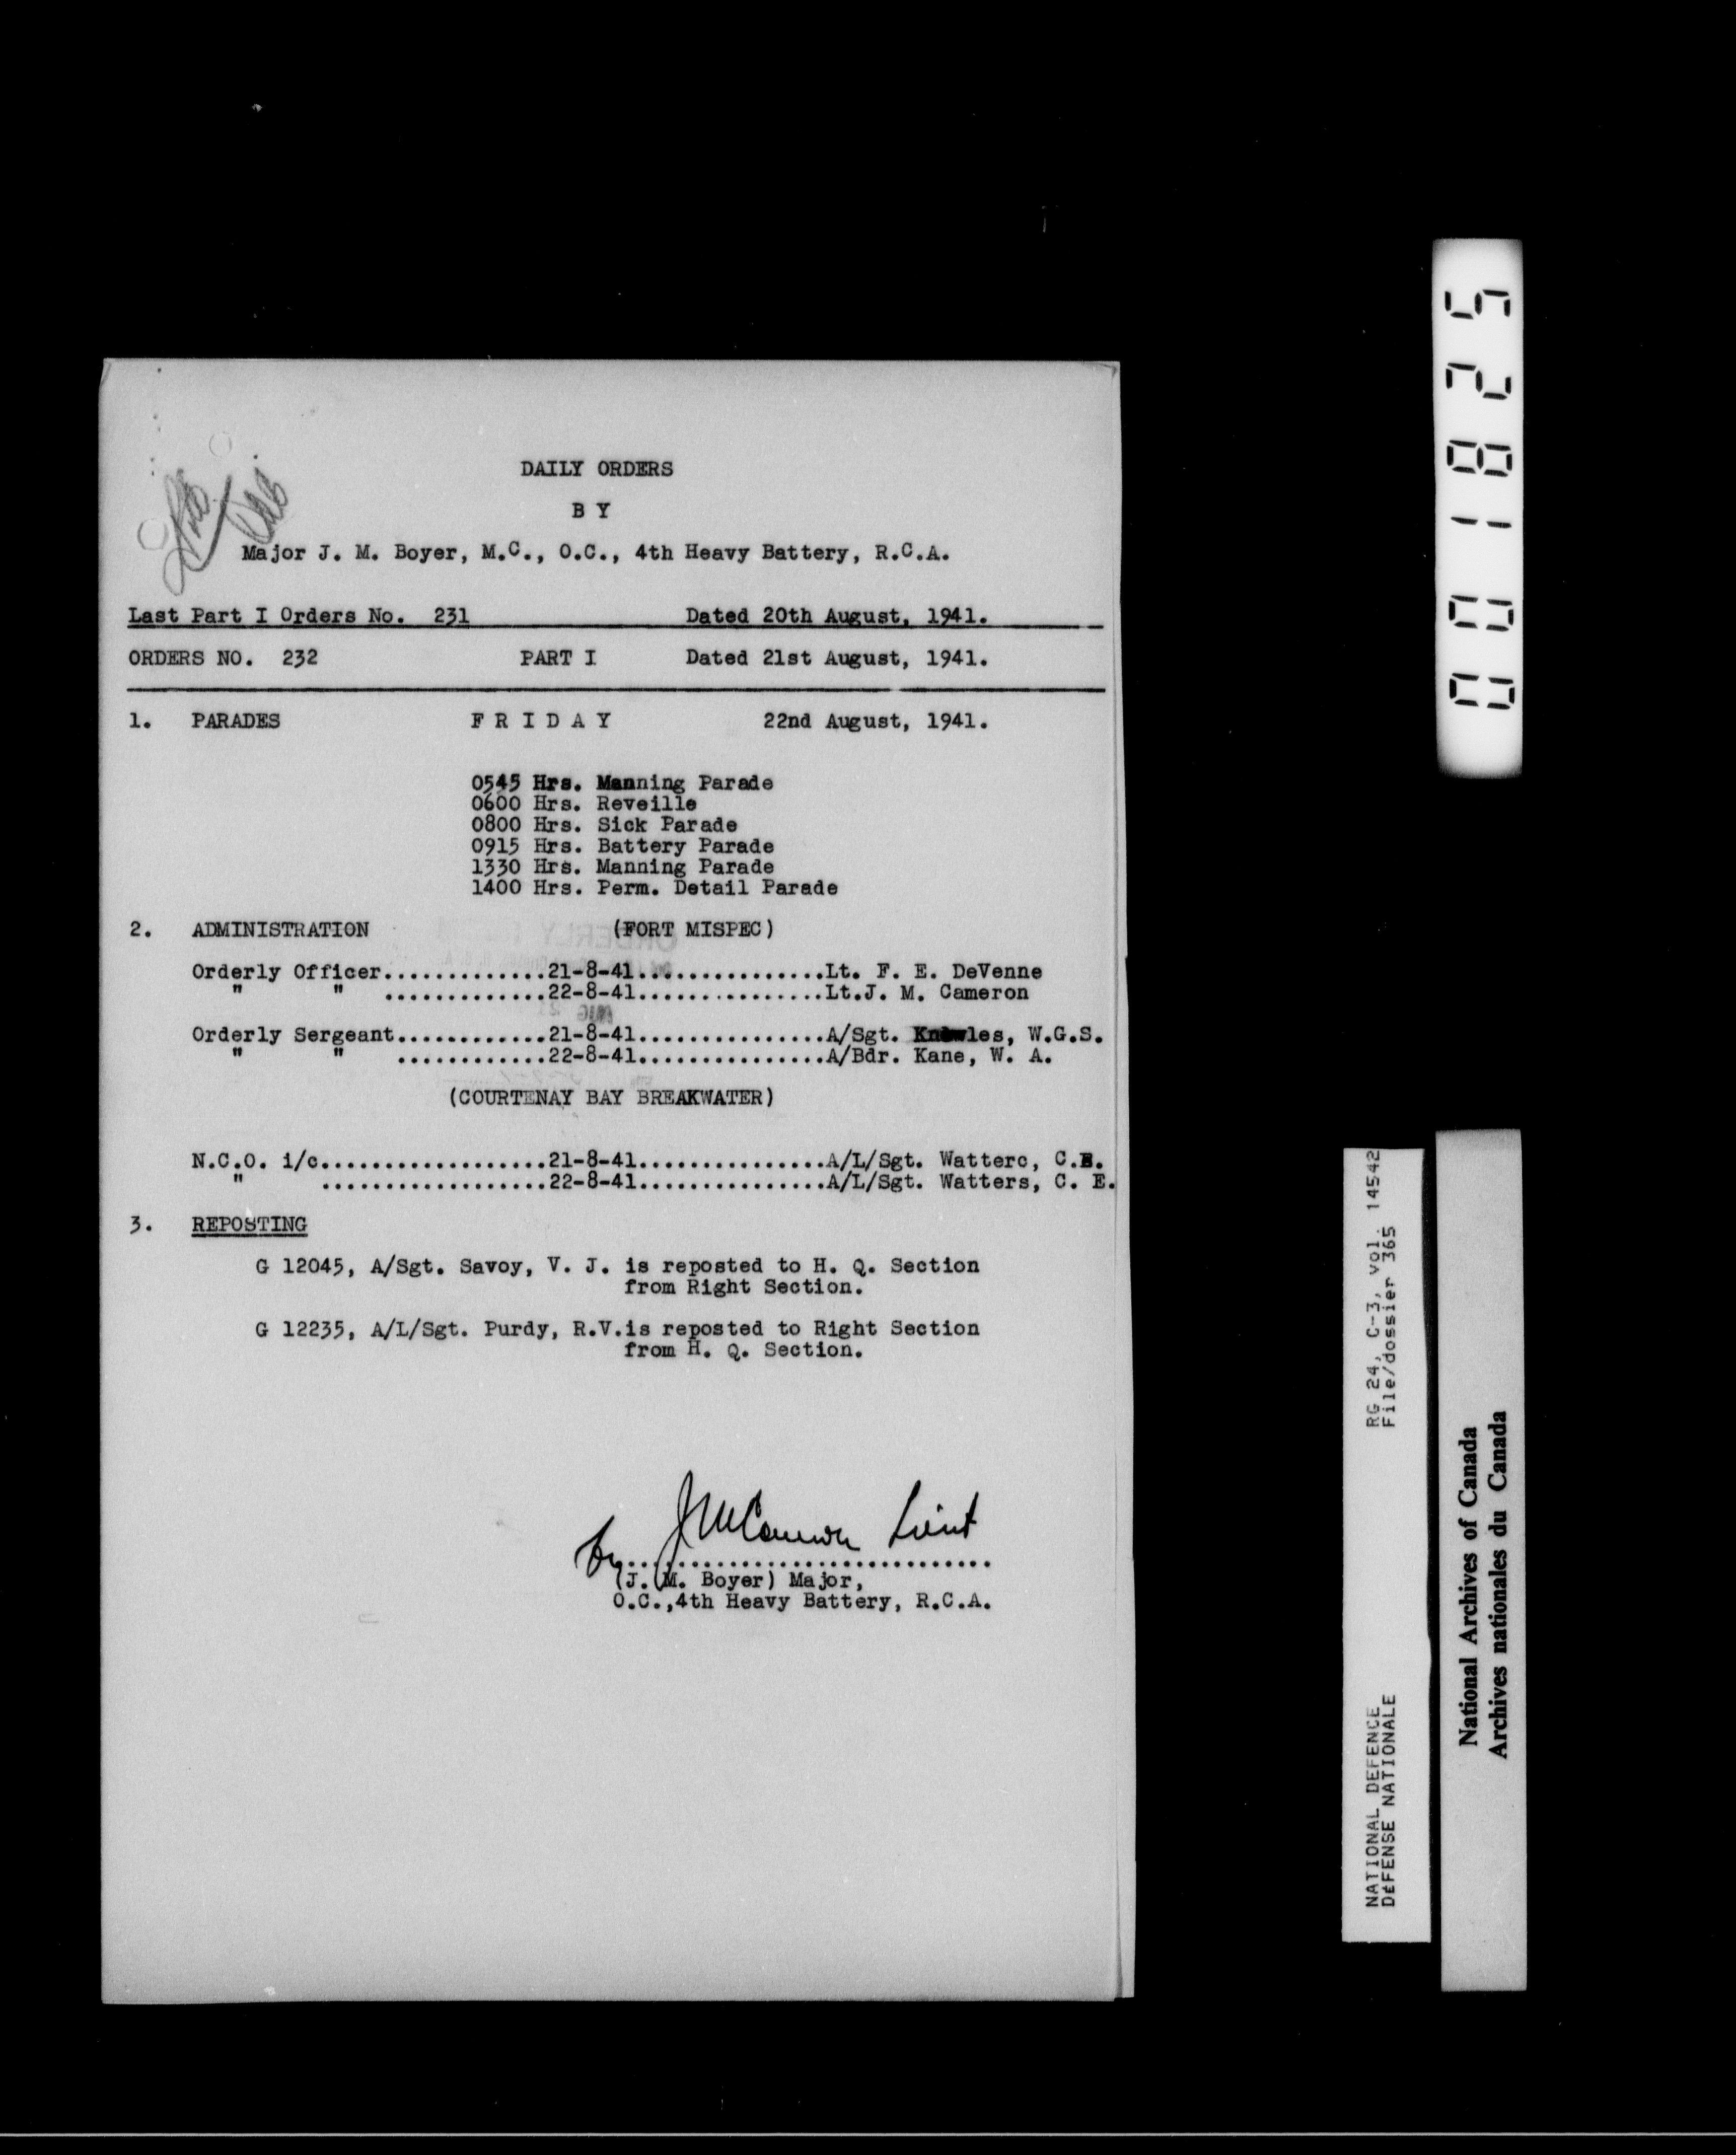 DAILY ORDERS
B Y
Major J. M. Boyer, M.C., O.C., 4th Heavy Battery, R.C.A.
Last Part I Orders No. 231 Dated 20th August, 1941.
ORDERS NO. 232 PART I Dated 21st August, 1941.
1. PARADES F R I D A Y 22nd August, 1941.
0545 Hrs. Manning Parade
0600 Hrs. Reveille
0800 Hrs. Sick Parade
0915 Hrs. Battery Parade
1330 Hrs. Manning Parade
1400 Hrs. Perm. Detail Parade
2. ADMINISTRATION (FORT MISPEC)
Orderly Officer.............21-8-41...............Lt. F. E. DeVenne
" " .............22-8-41...............Lt.J. M. Cameron
Orderly Sergeant............21-8-41...............A/Sgt. Knowles, W.G.S.
" " ............22-8-41...............A/Bdr. Kane, W. A.
(COURTENAY BAY BREAKWATER)
N.C.O. i/c..................21-8-41...............A/L/Sgt. Watterc, C.E.
" ..................22-8-41...............A/L/Sgt. Watters, C. E.
3. REPOSTING
G 12045, A/Sgt. Savoy, V. J. is reposted to H. Q. Section
from Right Section.
G 12235, A/L/Sgt. Purdy, R.V.is reposted to Right Section
from H. Q. Section.
by J M Cameron Lieut
.............................
(J. M. Boyer) Major,
O.C.,4th Heavy Battery, R.C.A.
001825
RG 24, C-3, vol. 14542
File/dossier 365
NATIONAL DEFENCE
DÉFENSE NATIONALE
National Archives of Canada
Archives nationales du Canada